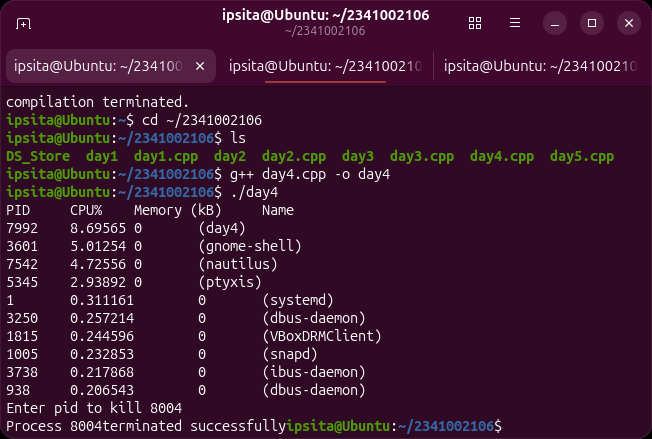 ipsita@Ubuntu: ~/2341002106
~/2341002106
ipsita@Ubuntu: ~/23410010
ipsita@Ubuntu: ~/234100210
ipsita@Ubuntu: ~/234100210
compilation terminated.
ipsita@Ubuntu:~$ cd ~/2341002106
ipsita@Ubuntu:~/2341002106$ ls
DS_Store  day1  day1.cpp  day2  day2.cpp  day3  day3.cpp  day4.cpp  day5.cpp
ipsita@Ubuntu:~/2341002106$ g++ day4.cpp -o day4
ipsita@Ubuntu:~/2341002106$ ./day4
PID     CPU%    Memory (kB)     Name
7992    8.69565 0       (day4)
3601    5.01254 0       (gnome-shell)
7542    4.72556 0       (nautilus)
5345    2.93892 0       (ptyxis)
1       0.311161        0       (systemd)
3250    0.257214        0       (dbus-daemon)
1815    0.244596        0       (VBoxDRMClient)
1005    0.232853        0       (snapd)
3738    0.217868        0       (ibus-daemon)
938     0.206543        0       (dbus-daemon)
Enter pid to kill 8004
Process 8004terminated successfullyipsita@Ubuntu:~/2341002106$